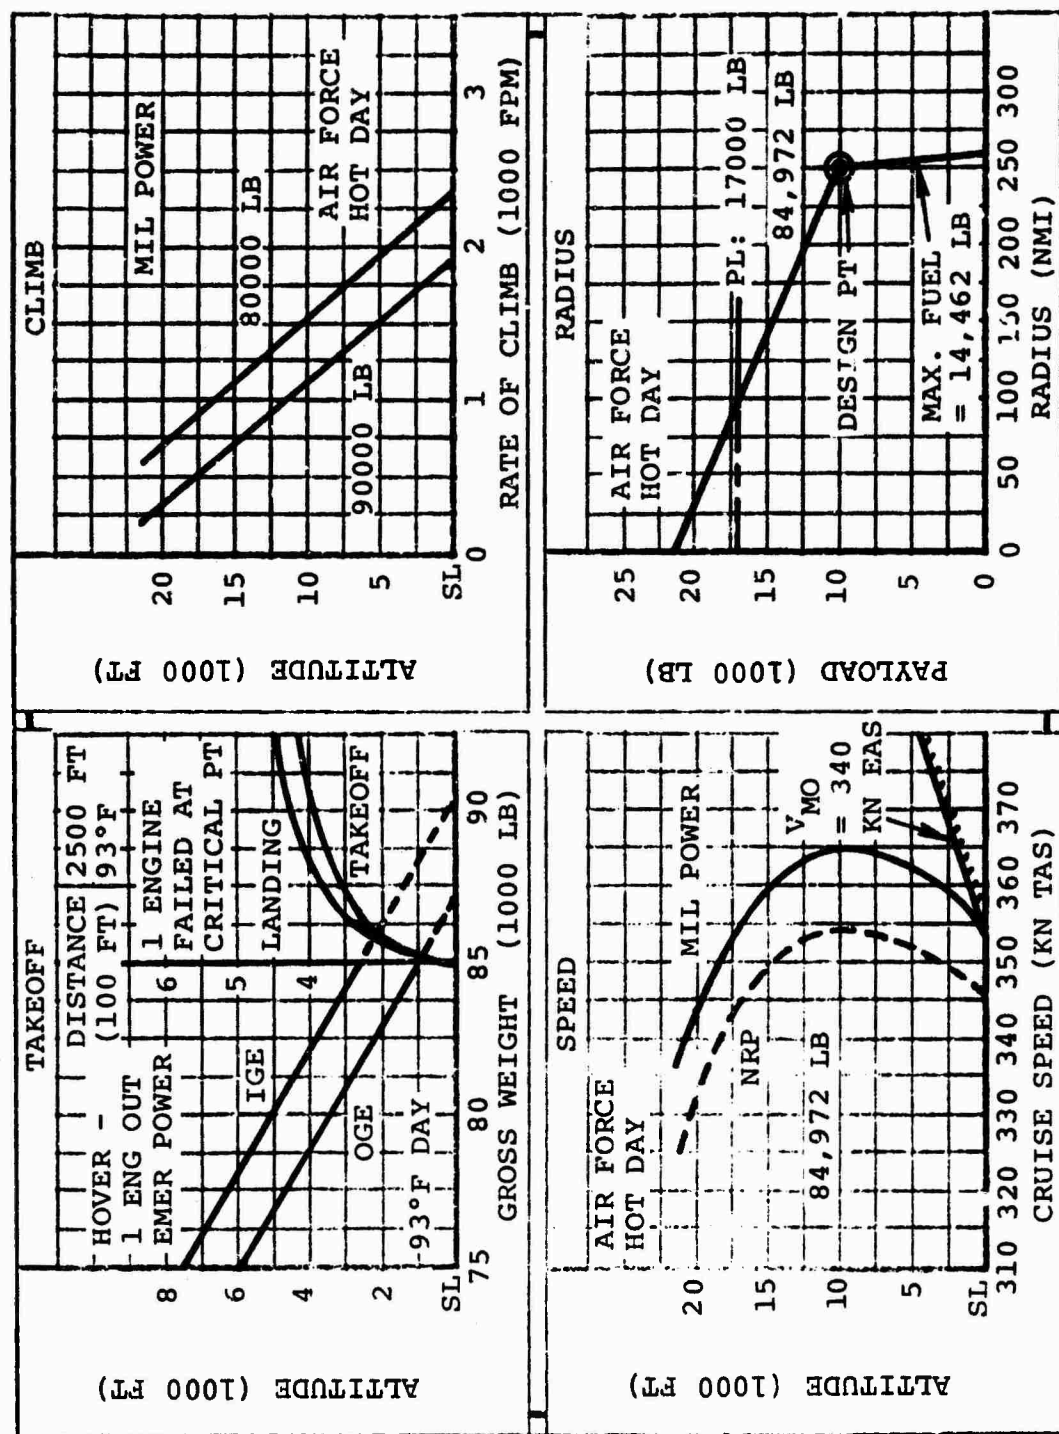 TAKEOFF
HOVER -
1 ENG OUT
EMER POWER
DISTANCE 2500 FT
(100 FT) 93°F
1 ENGINE
FAILED AT
CRITICAL PT
6
5
4
LANDING
TAKEOFF
IGE
OGE
93°F DAY
8
6
4
2
SL
75
80
85
90
GROSS WEIGHT (1000 LB)
ALTITUDE (1000 FT)
CLIMB
MIL POWER
80000 LB
90000 LB
AIR FORCE
HOT DAY
20
15
10
5
SL
0
1
2
3
RATE OF CLIMB (1000 FPM)
ALTITUDE (1000 FT)
SPEED
AIR FORCE
HOT DAY
NRP
MIL POWER
84,972 LB
VMO
= 340
KN EAS
20
15
10
5
SL
310
320
330
340
350
360
370
CRUISE SPEED (KN TAS)
ALTITUDE (1000 FT)
RADIUS
AIR FORCE
HOT DAY
PL: 17000 LB
84,972 LB
DESIGN PT
MAX. FUEL
= 14,462 LB
25
20
15
10
5
0
0
50
100
150
200
250
300
RADIUS (NMI)
PAYLOAD (1000 LB)